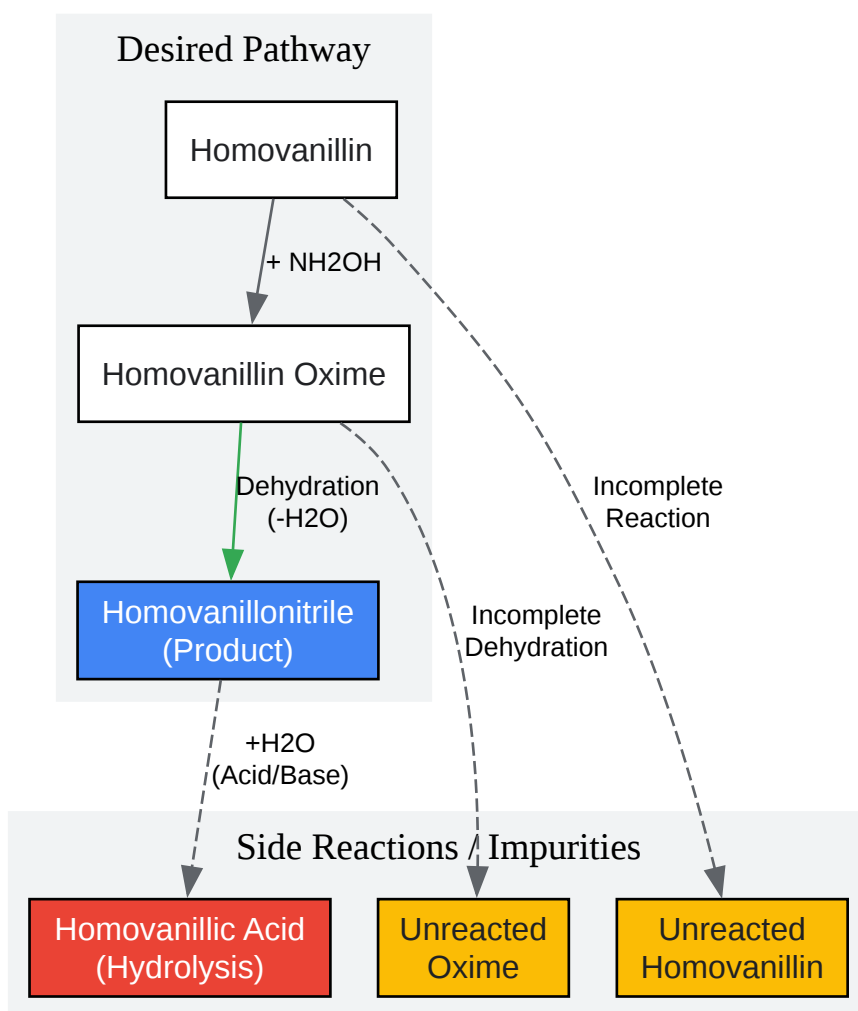 Desired Pathway
Homovanillin
+ NH2OH
Homovanillin Oxime
Dehydration
(-H2O)
Incomplete
Reaction
Homovanillonitrile
(Product)
Incomplete
Dehydration
+H2O
(Acid/Base)
Side Reactions / Impurities
Homovanillic Acid
(Hydrolysis)
Unreacted
Oxime
Unreacted
Homovanillin